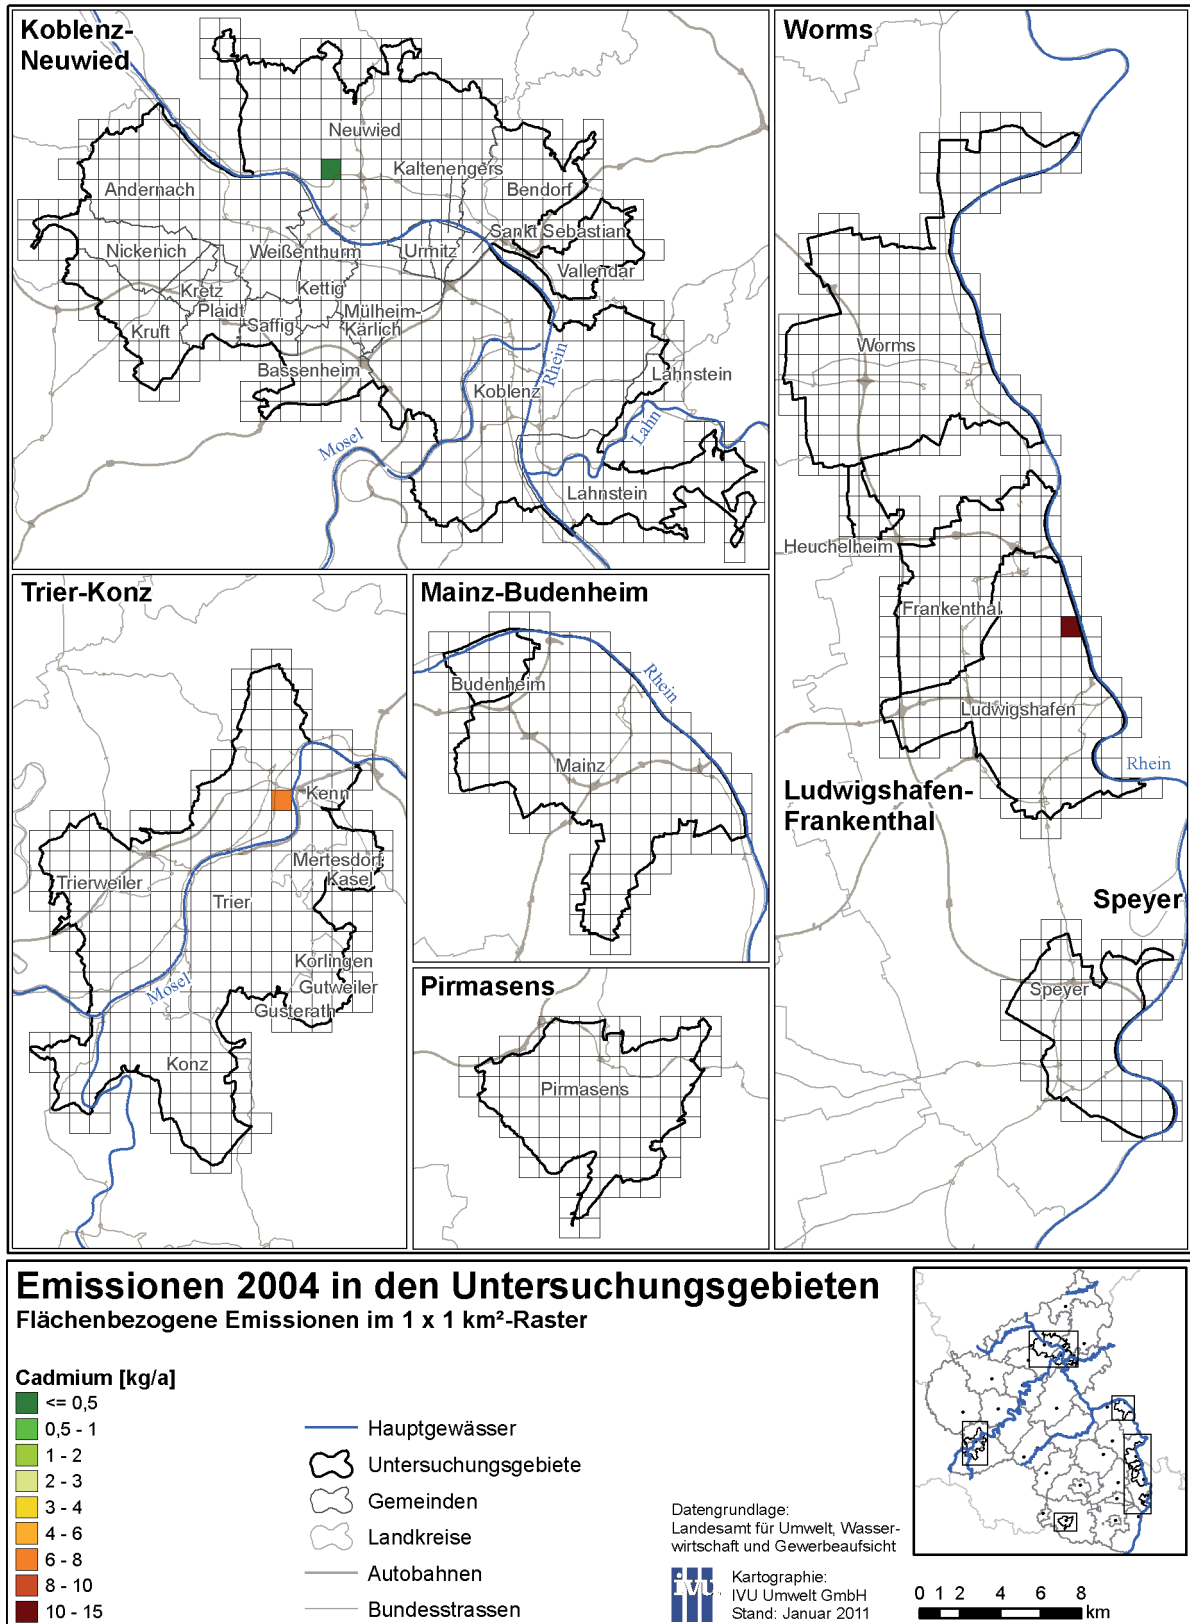 Koblenz-
Neuwied
Neuwied
Kaltenengers
Andernach
Bendorf
Sankt Sebastian
Nickenich
Weißenthurm
Urmitz
Vallendar
Kretz
Kettig
Plaidt
Mülheim-
Kärlich
Kruft
Saffig
Bassenheim
Rhein
Lahnstein
Koblenz
Lahn
Mosel
Lahnstein
Worms
Worms
Heuchelheim
Frankenthal
Ludwigshafen
Rhein
Ludwigshafen-
Frankenthal
Speyer
Speyer
Trier-Konz
Kenn
Mertesdorf
Kasel
Trierweiler
Trier
Korlingen
Mosel
Gutweiler
Gusterath
Konz
Mainz-Budenheim
Budenheim
Rhein
Mainz
Pirmasens
Pirmasens
Emissionen 2004 in den Untersuchungsgebieten
Flächenbezogene Emissionen im 1 x 1 km²-Raster
Cadmium [kg/a]
<= 0,5
0,5 - 1
1 - 2
2 - 3
3 - 4
4 - 6
6 - 8
8 - 10
10 - 15
Hauptgewässer
Untersuchungsgebiete
Gemeinden
Landkreise
Autobahnen
Bundesstrassen
Datengrundlage:
Landesamt für Umwelt, Wasser-
wirtschaft und Gewerbeaufsicht
ivu
Kartographie:
IVU Umwelt GmbH
Stand: Januar 2011
0 1 2 4 6 8
km